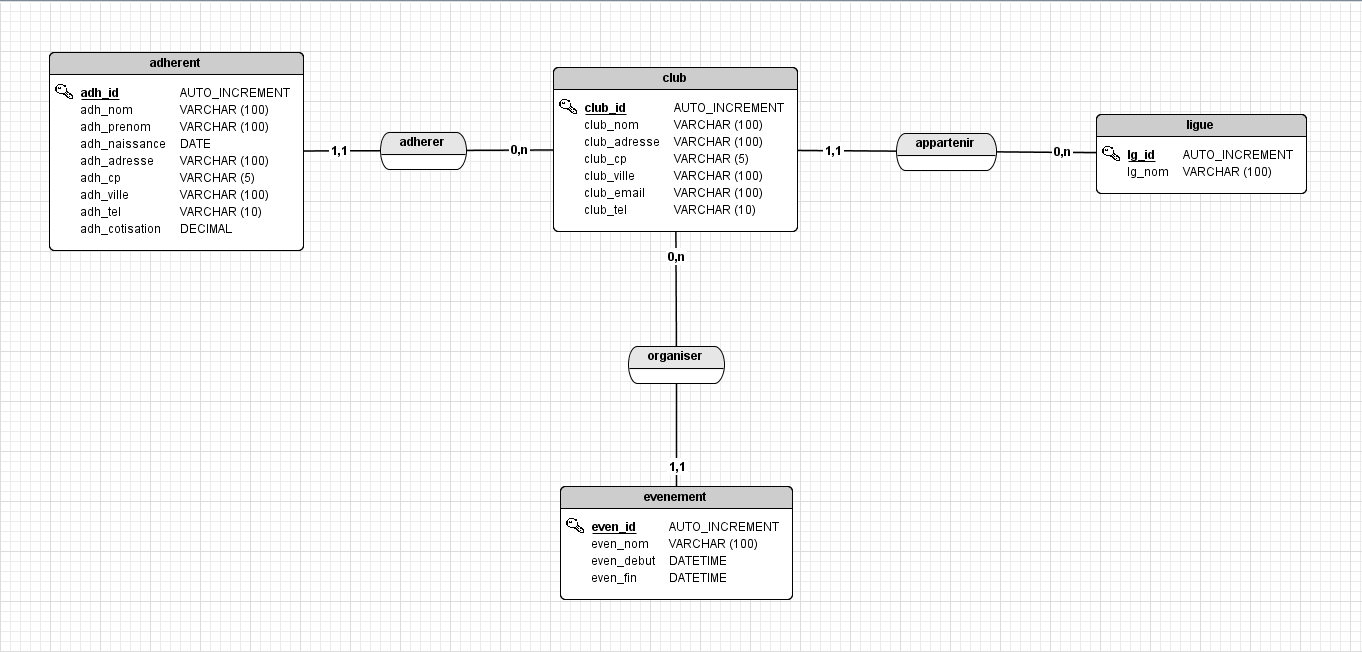 adherent
adh_id AUTO_INCREMENT
adh_nom VARCHAR (100)
adh_prenom VARCHAR (100)
adh_naissance DATE
adh_adresse VARCHAR (100)
adh_cp VARCHAR (5)
adh_ville VARCHAR (100)
adh_tel VARCHAR (10)
adh_cotisation DECIMAL
1,1
adherer
0,n
club
club_id AUTO_INCREMENT
club_nom VARCHAR (100)
club_adresse VARCHAR (100)
club_cp VARCHAR (5)
club_ville VARCHAR (100)
club_email VARCHAR (100)
club_tel VARCHAR (10)
1,1
appartenir
0,n
ligue
lg_id AUTO_INCREMENT
lg_nom VARCHAR (100)
0,n
organiser
1,1
evenement
even_id AUTO_INCREMENT
even_nom VARCHAR (100)
even_debut DATETIME
even_fin DATETIME